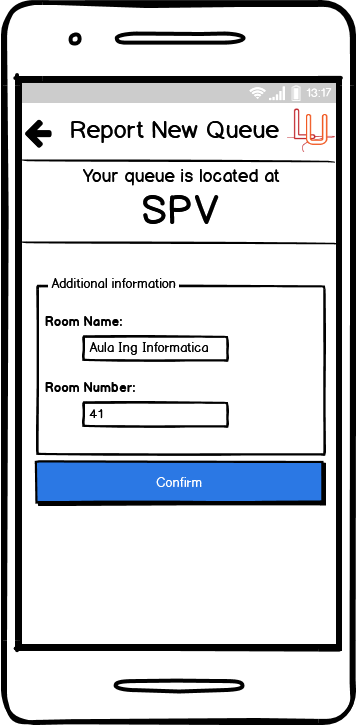 13:17
Report New Queue
LU
Your queue is located at
SPV
Additional information
Room Name:
Aula Ing Informatica
Room Number:
41
Confirm